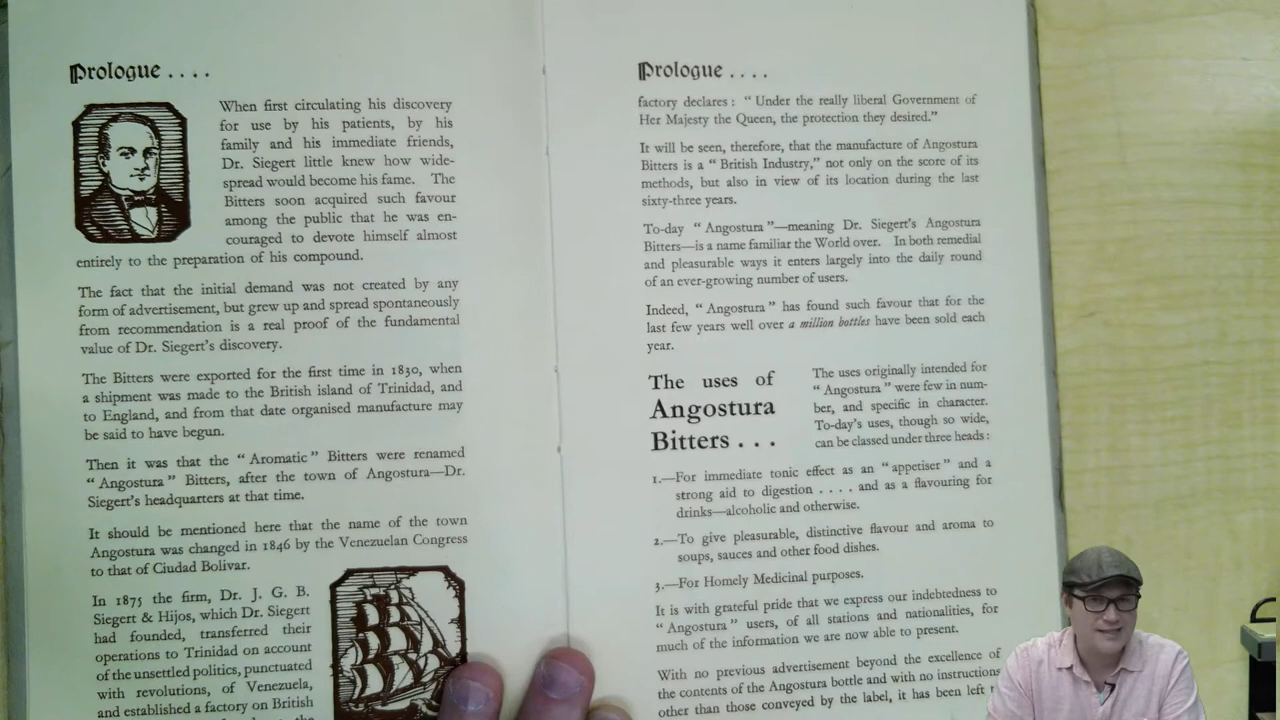 Prologue . . . .
When first circulating his discovery
for use by his patients, by his
family and his immediate friends,
Dr. Siegert little knew how wide-
spread would become his fame. The
Bitters soon acquired such favour
among the public that he was en-
couraged to devote himself almost
entirely to the preparation of his compound.
The fact that the initial demand was not created by any
form of advertisement, but grew up and spread spontaneously
from recommendation is a real proof of the fundamental
value of Dr. Siegert's discovery.
The Bitters were exported for the first time in 1830, when
a shipment was made to the British island of Trinidad, and
to England, and from that date organised manufacture may
be said to have begun.
Then it was that the " Aromatic " Bitters were renamed
" Angostura " Bitters, after the town of Angostura—Dr.
Siegert's headquarters at that time.
It should be mentioned here that the name of the town
Angostura was changed in 1846 by the Venezuelan Congress
to that of Ciudad Bolivar.
In 1875 the firm, Dr. J. G. B.
Siegert & Hijos, which Dr. Siegert
had founded, transferred their
operations to Trinidad on account
of the unsettled politics, punctuated
with revolutions, of Venezuela,
and established a factory on British
Prologue . . . .
factory declares : " Under the really liberal Government of
Her Majesty the Queen, the protection they desired."
It will be seen, therefore, that the manufacture of Angostura
Bitters is a " British Industry," not only on the score of its
methods, but also in view of its location during the last
sixty-three years.
To-day " Angostura "—meaning Dr. Siegert's Angostura
Bitters—is a name familiar the World over. In both remedial
and pleasurable ways it enters largely into the daily round
of an ever-growing number of users.
Indeed, " Angostura " has found such favour that for the
last few years well over a million bottles have been sold each
year.
The uses of
Angostura
Bitters . . .
The uses originally intended for
" Angostura " were few in num-
ber, and specific in character.
To-day's uses, though so wide,
can be classed under three heads :
1.—For immediate tonic effect as an " appetiser " and a
strong aid to digestion . . . . and as a flavouring for
drinks—alcoholic and otherwise.
2.—To give pleasurable, distinctive flavour and aroma to
soups, sauces and other food dishes.
3.—For Homely Medicinal purposes.
It is with grateful pride that we express our indebtedness to
" Angostura " users, of all stations and nationalities, for
much of the information we are now able to present.
With no previous advertisement beyond the excellence of
the contents of the Angostura bottle and with no instructions
other than those conveyed by the label, it has been left